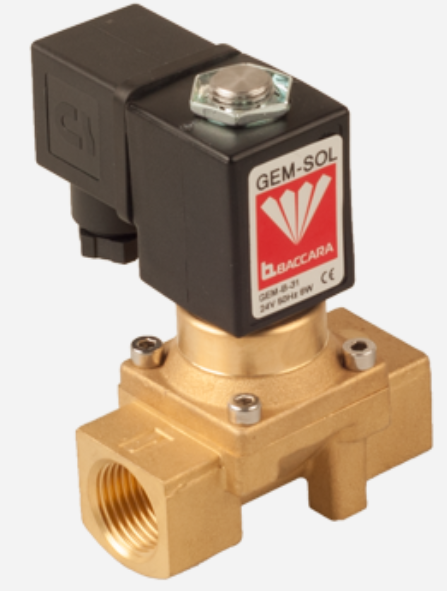 GEM-SOL
b.BACCARA
GEM-B-31 CE
24V 50Hz 8W